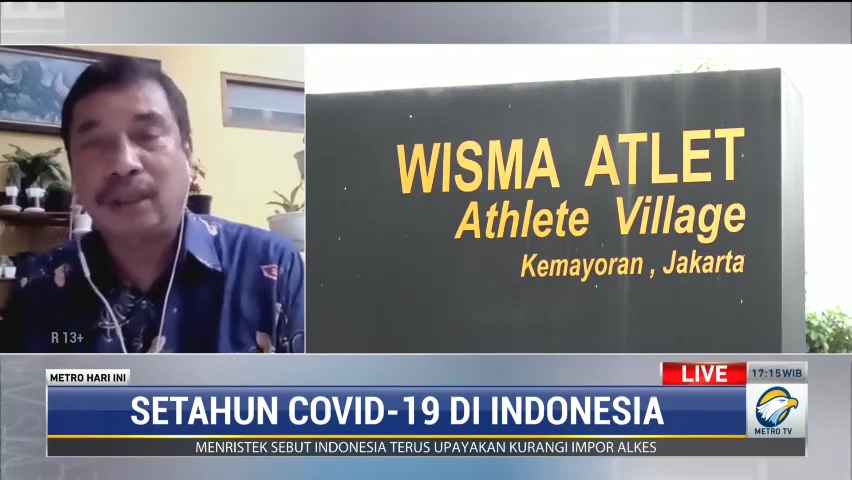 WISMA ATLET
Athlete Village
Kemayoran , Jakarta
R 13+
METRO HARI INI
LIVE
17:15 WIB
SETAHUN COVID-19 DI INDONESIA
METRO TV
MENRISTEK SEBUT INDONESIA TERUS UPAYAKAN KURANGI IMPOR ALKES